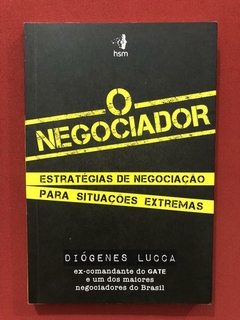 hsm
O
NEGOCIADOR
ESTRATÉGIAS DE NEGOCIAÇÃO
PARA SITUAÇÕES EXTREMAS
DIÓGENES LUCCA
ex-comandante do GATE
e um dos maiores
negociadores do Brasil